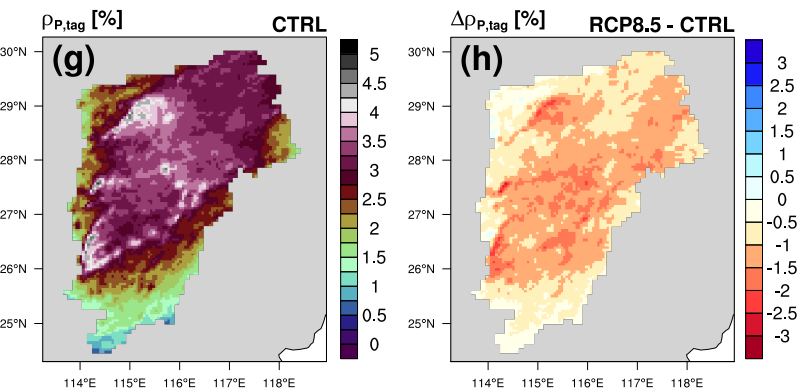 ρP,tag [%] CTRL
(g)
30°N
29°N
28°N
27°N
26°N
25°N
114°E 115°E 116°E 117°E 118°E
5
4.5
4
3.5
3
2.5
2
1.5
1
0.5
0
ΔρP,tag [%] RCP8.5 - CTRL
(h)
30°N
29°N
28°N
27°N
26°N
25°N
114°E 115°E 116°E 117°E 118°E
3
2.5
2
1.5
1
0.5
0
-0.5
-1
-1.5
-2
-2.5
-3